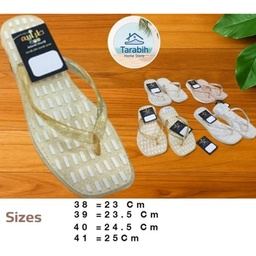 Tarabih
Home Store
38 =23 Cm
39 =23.5 Cm
Sizes
40 =24.5 Cm
41 =25Cm